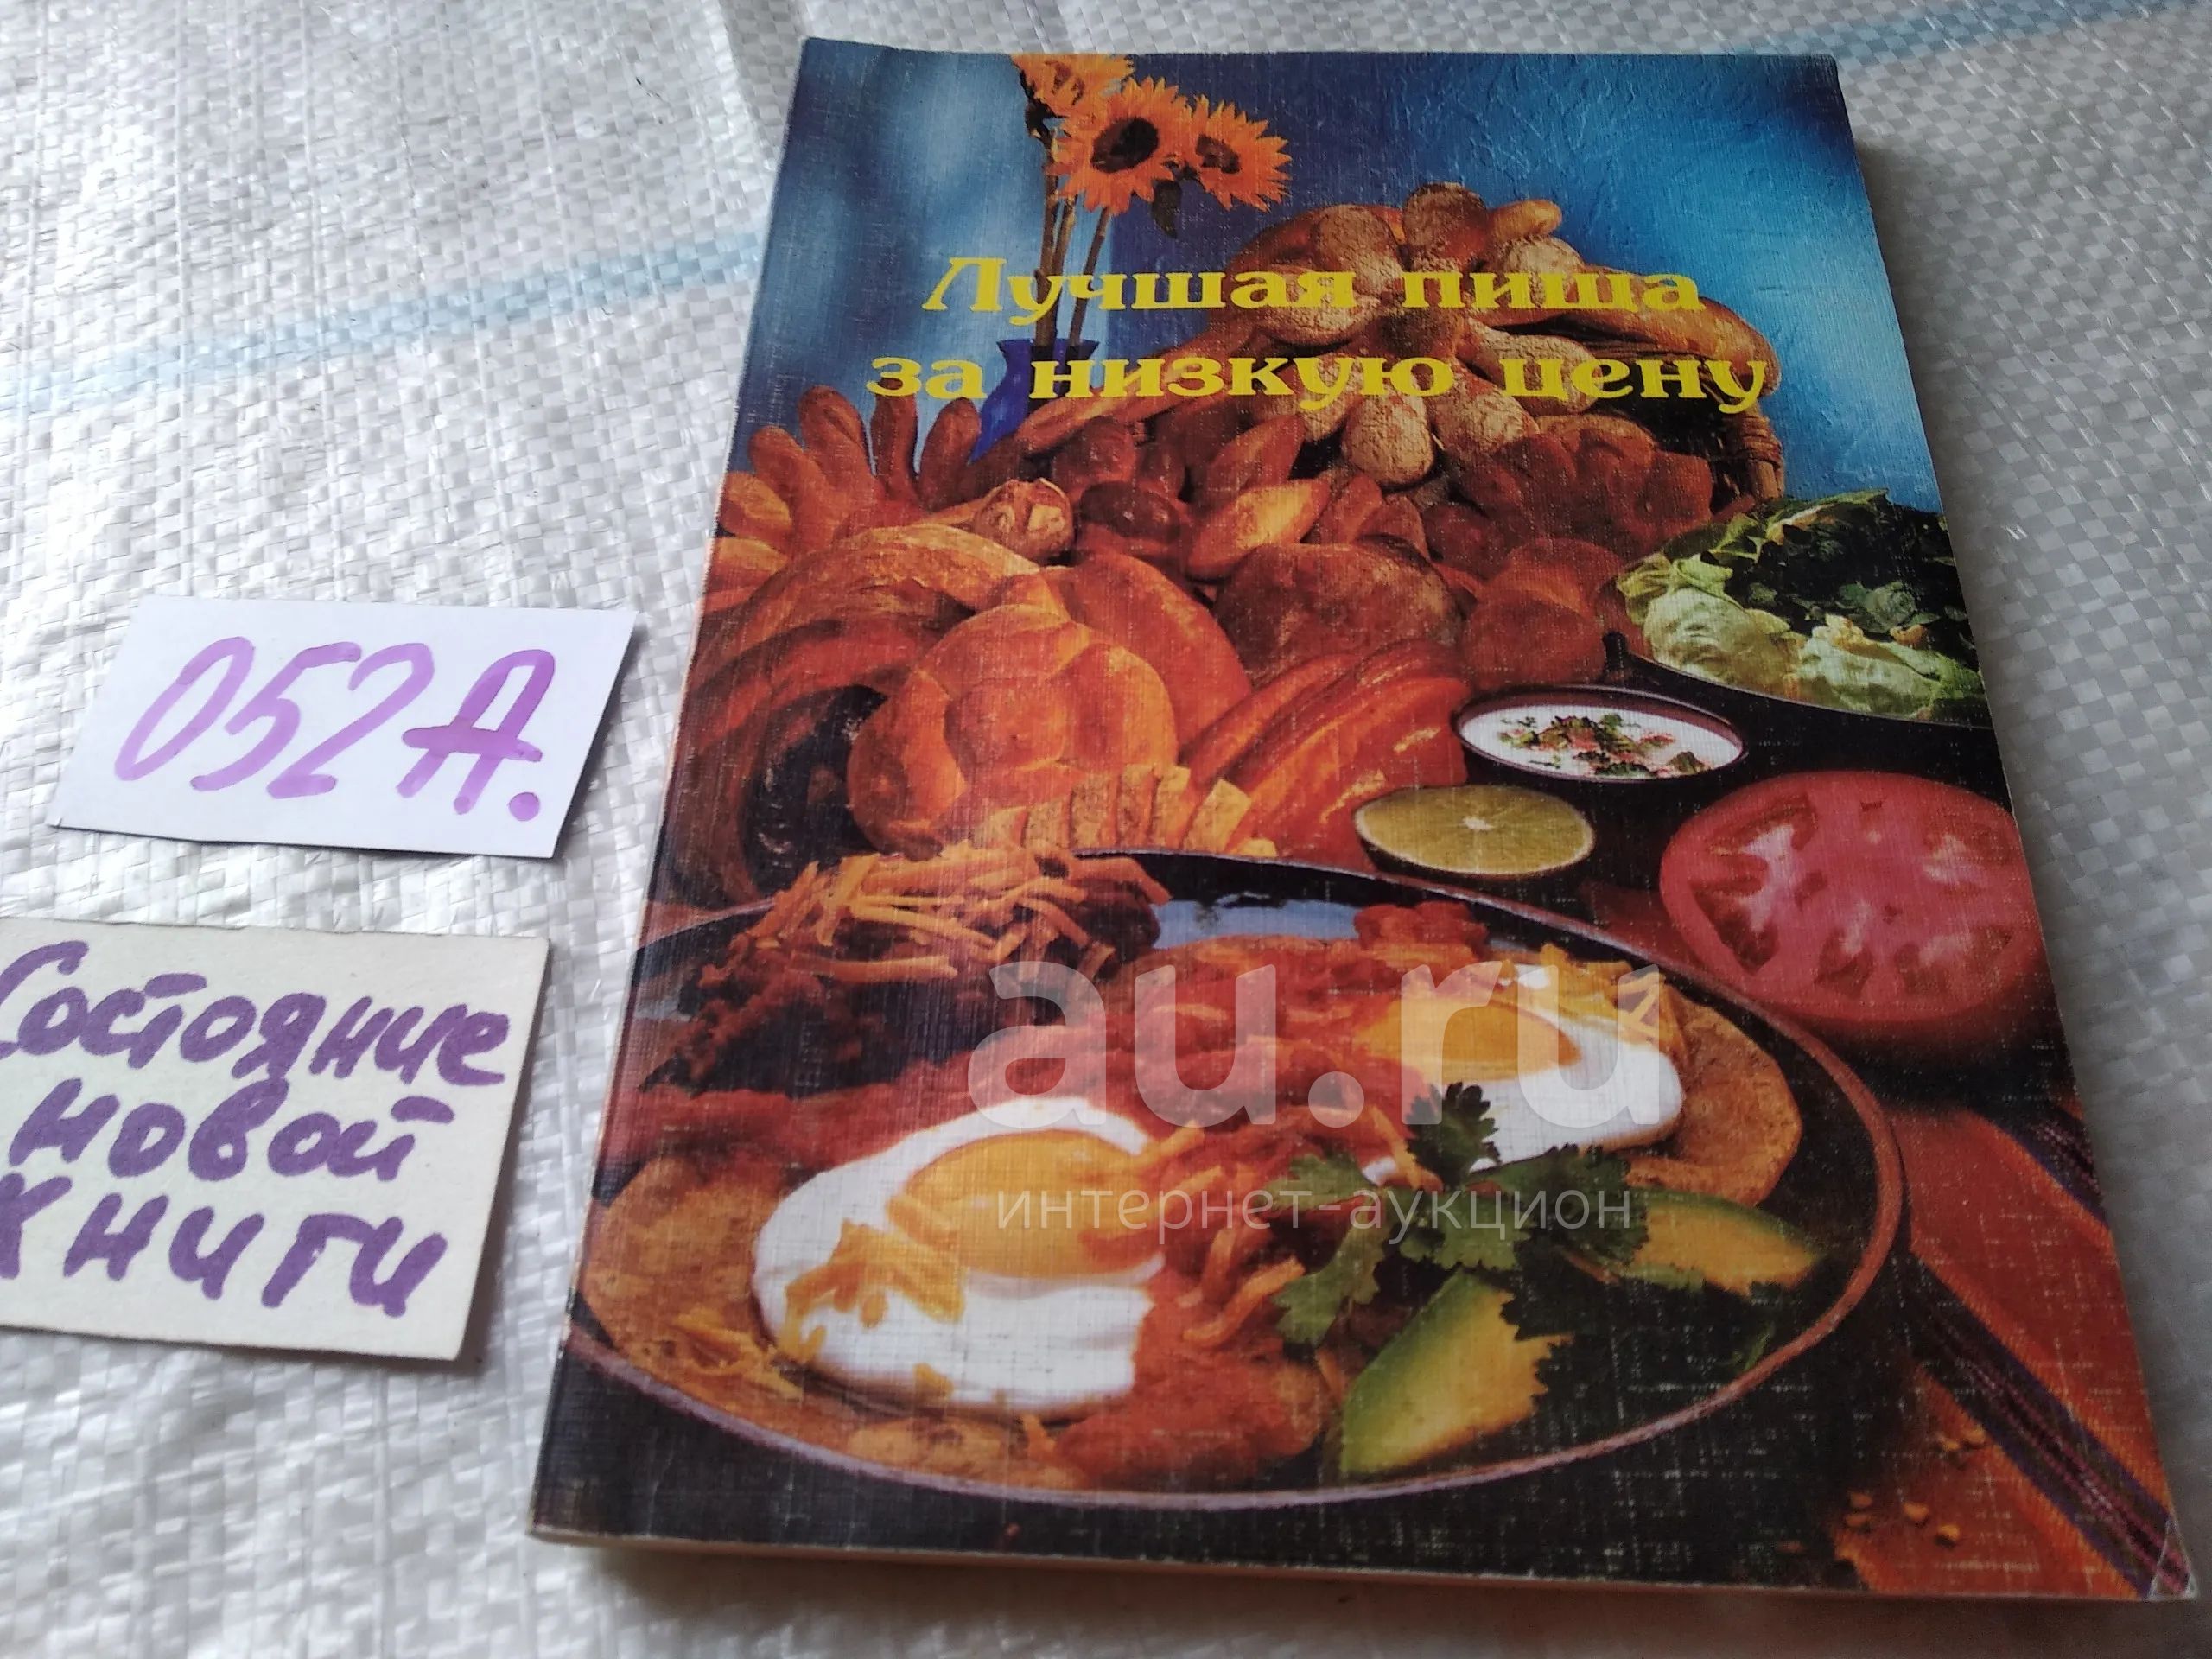 Лучшая пища
за низкую цену
052А.
Состояние
новой
книги
au.ru
интернет-аукцион